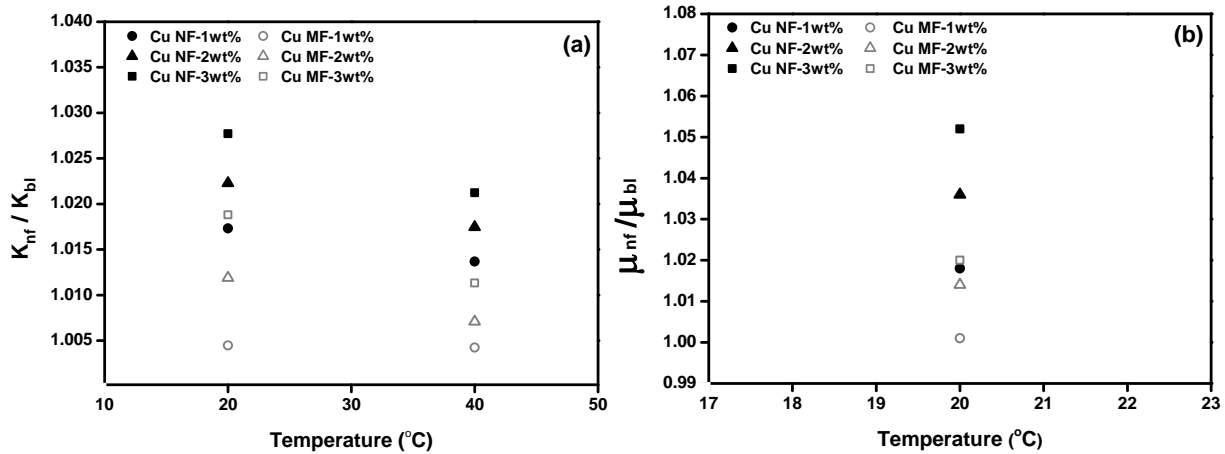 1.040
1.035
1.030
1.025
1.020
1.015
1.010
1.005
K_nf / K_bl
Cu NF-1wt% Cu MF-1wt%
Cu NF-2wt% Cu MF-2wt%
Cu NF-3wt% Cu MF-3wt%
(a)
10 20 30 40 50
Temperature (°C)
1.08
1.07
1.06
1.05
1.04
1.03
1.02
1.01
1.00
0.99
μ_nf/μ_bl
Cu NF-1wt% Cu MF-1wt%
Cu NF-2wt% Cu MF-2wt%
Cu NF-3wt% Cu MF-3wt%
(b)
17 18 19 20 21 22 23
Temperature (°C)